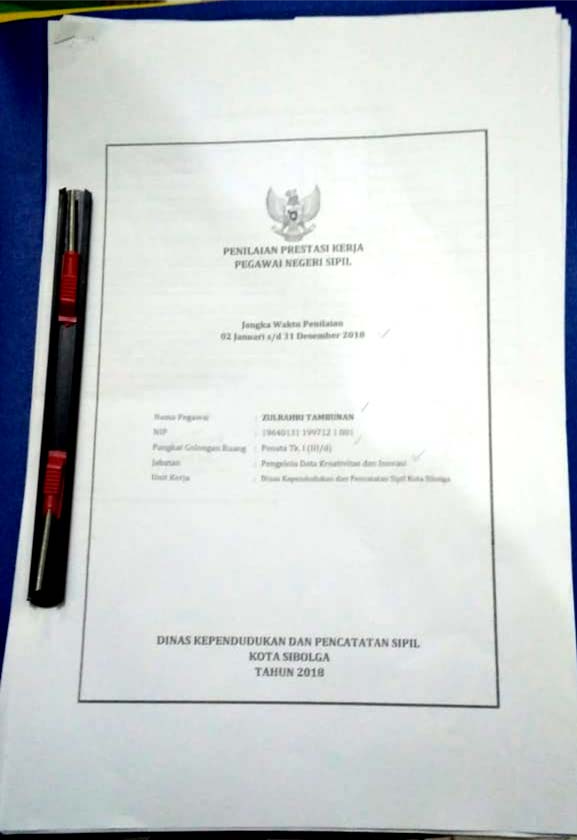 PENILAIAN PRESTASI KERJA
PEGAWAI NEGERI SIPIL
Jangka Waktu Penilaian
02 Januari s/d 31 Desember 2018
Nama Pegawai : ZULRAHRI TAMBUNAN
NIP : 19640131 199712 1 001
Pangkat Golongan Ruang : Penata Tk. I (III/d)
Jabatan : Pengelola Data Kreativitas dan Inovasi
Unit Kerja : Dinas Kependudukan dan Pencatatan Sipil Kota Sibolga
DINAS KEPENDUDUKAN DAN PENCATATAN SIPIL
KOTA SIBOLGA
TAHUN 2018